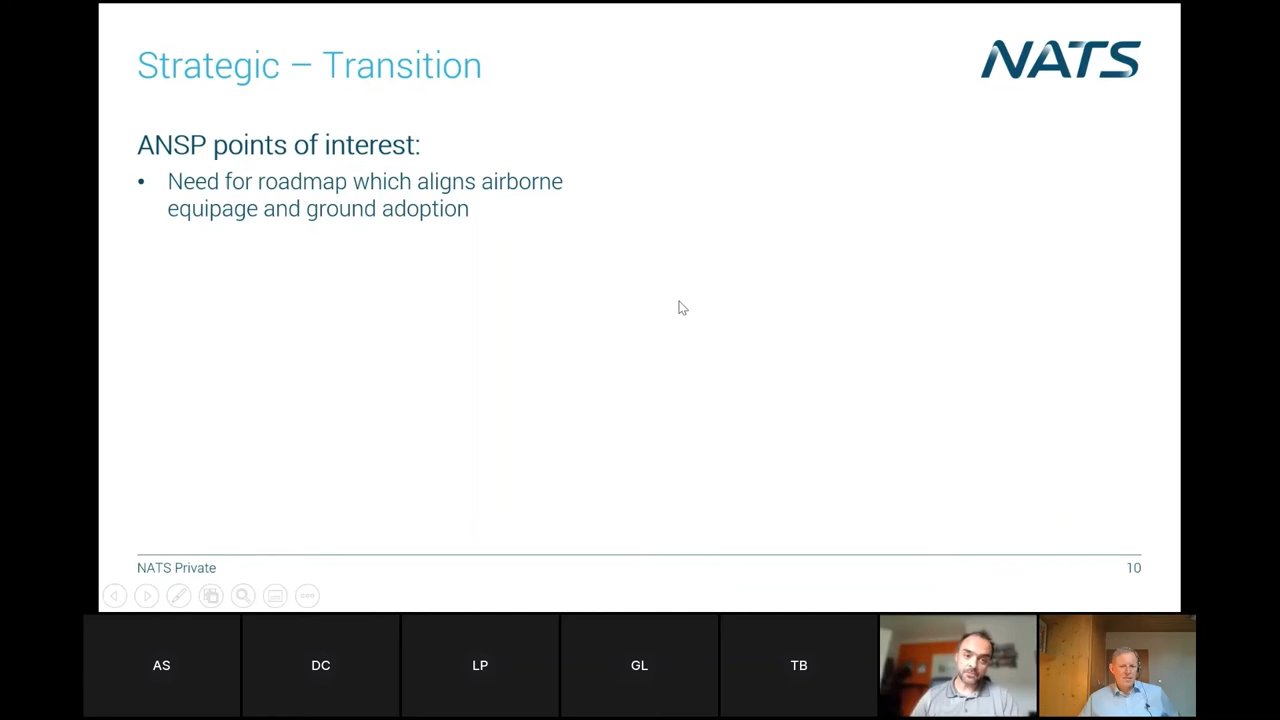 Strategic – Transition
NATS
ANSP points of interest:
• Need for roadmap which aligns airborne
equipage and ground adoption
NATS Private
10
AS
DC
LP
GL
TB